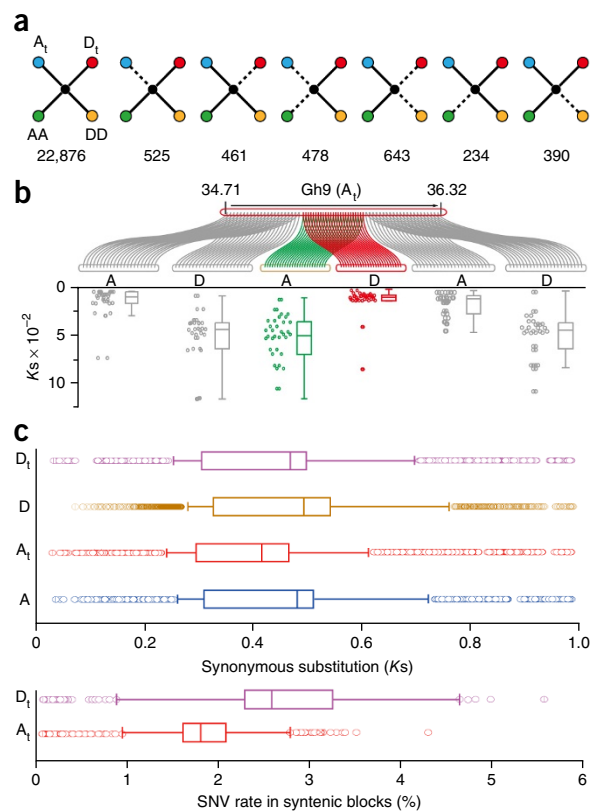 a
At Dt
AA DD
22,876 525 461 478 643 234 390
b
34.71 Gh9 (At) 36.32
A D A D A D
0
5
10
Ks × 10−2
c
Dt
D
At
A
0 0.2 0.4 0.6 0.8 1.0
Synonymous substitution (Ks)
Dt
At
0 1 2 3 4 5 6
SNV rate in syntenic blocks (%)